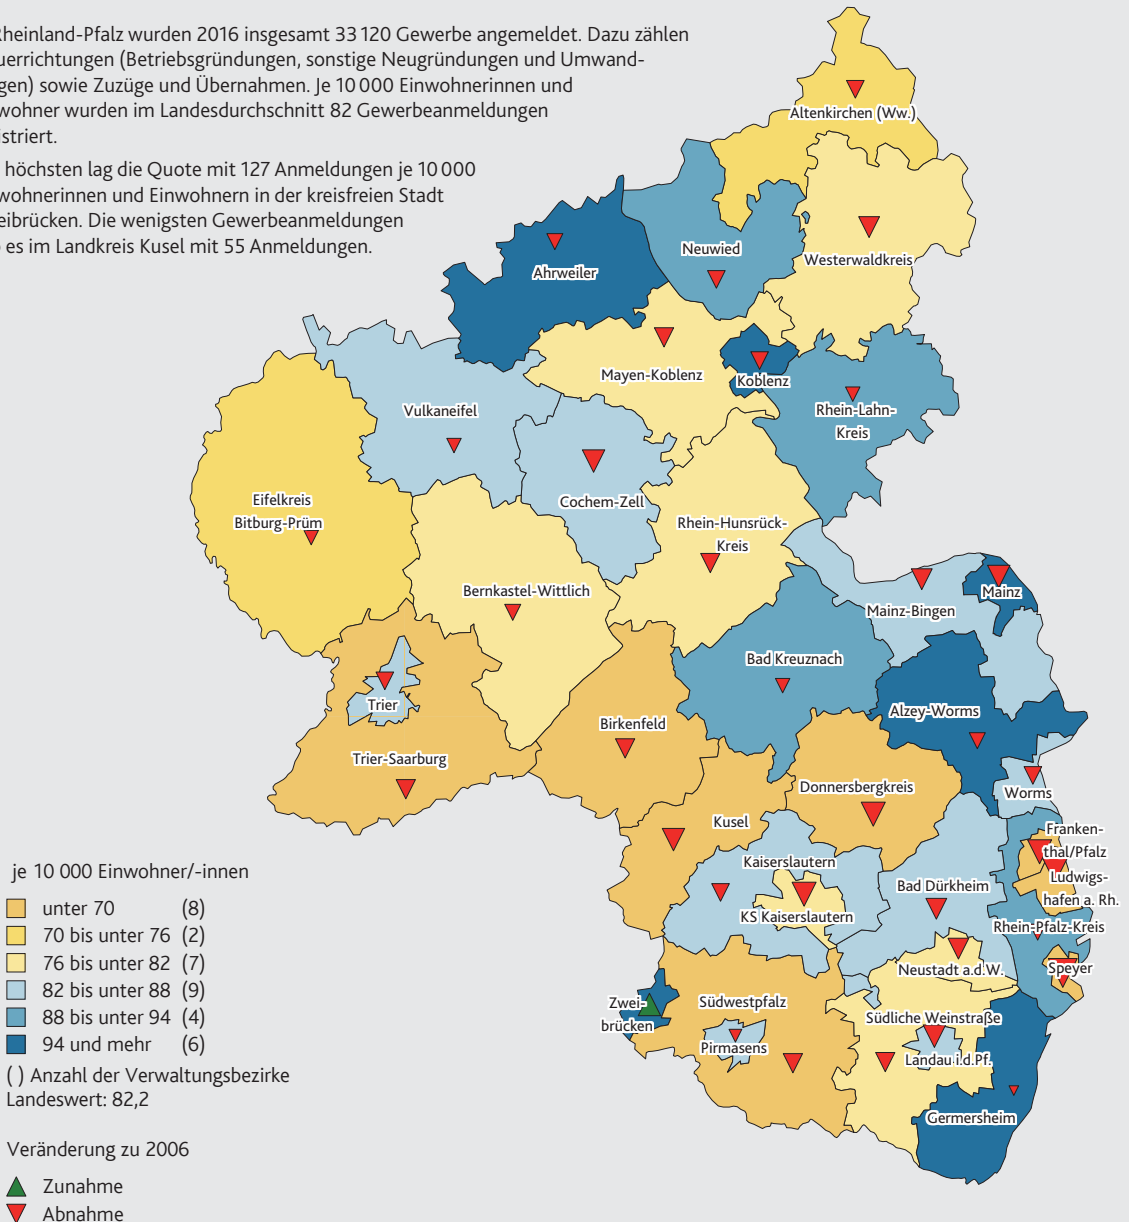 Rheinland-Pfalz wurden 2016 insgesamt 33 120 Gewerbe angemeldet. Dazu zählen
uerrichtungen (Betriebsgründungen, sonstige Neugründungen und Umwand-
gen) sowie Zuzüge und Übernahmen. Je 10 000 Einwohnerinnen und
wohner wurden im Landesdurchschnitt 82 Gewerbeanmeldungen
istriert.
höchsten lag die Quote mit 127 Anmeldungen je 10 000
wohnerinnen und Einwohnern in der kreisfreien Stadt
eibrücken. Die wenigsten Gewerbeanmeldungen
es im Landkreis Kusel mit 55 Anmeldungen.
Altenkirchen (Ww.)
Neuwied
Westerwaldkreis
Ahrweiler
Mayen-Koblenz
Koblenz
Vulkaneifel
Rhein-Lahn-
Kreis
Cochem-Zell
Eifelkreis
Bitburg-Prüm
Rhein-Hunsrück-
Kreis
Bernkastel-Wittlich
Mainz-Bingen
Mainz
Bad Kreuznach
Trier
Alzey-Worms
Birkenfeld
Trier-Saarburg
Donnersbergkreis
Worms
Kusel
Franken-
thal/Pfalz
Kaiserslautern
Ludwigs-
hafen a. Rh.
Bad Dürkheim
KS Kaiserslautern
Rhein-Pfalz-Kreis
Neustadt a.d.W.
Speyer
Zwei-
brücken
Südwestpfalz
Südliche Weinstraße
Pirmasens
Landau i.d.Pf.
Germersheim
je 10 000 Einwohner/-innen
unter 70 (8)
70 bis unter 76 (2)
76 bis unter 82 (7)
82 bis unter 88 (9)
88 bis unter 94 (4)
94 und mehr (6)
( ) Anzahl der Verwaltungsbezirke
Landeswert: 82,2
Veränderung zu 2006
Zunahme
Abnahme